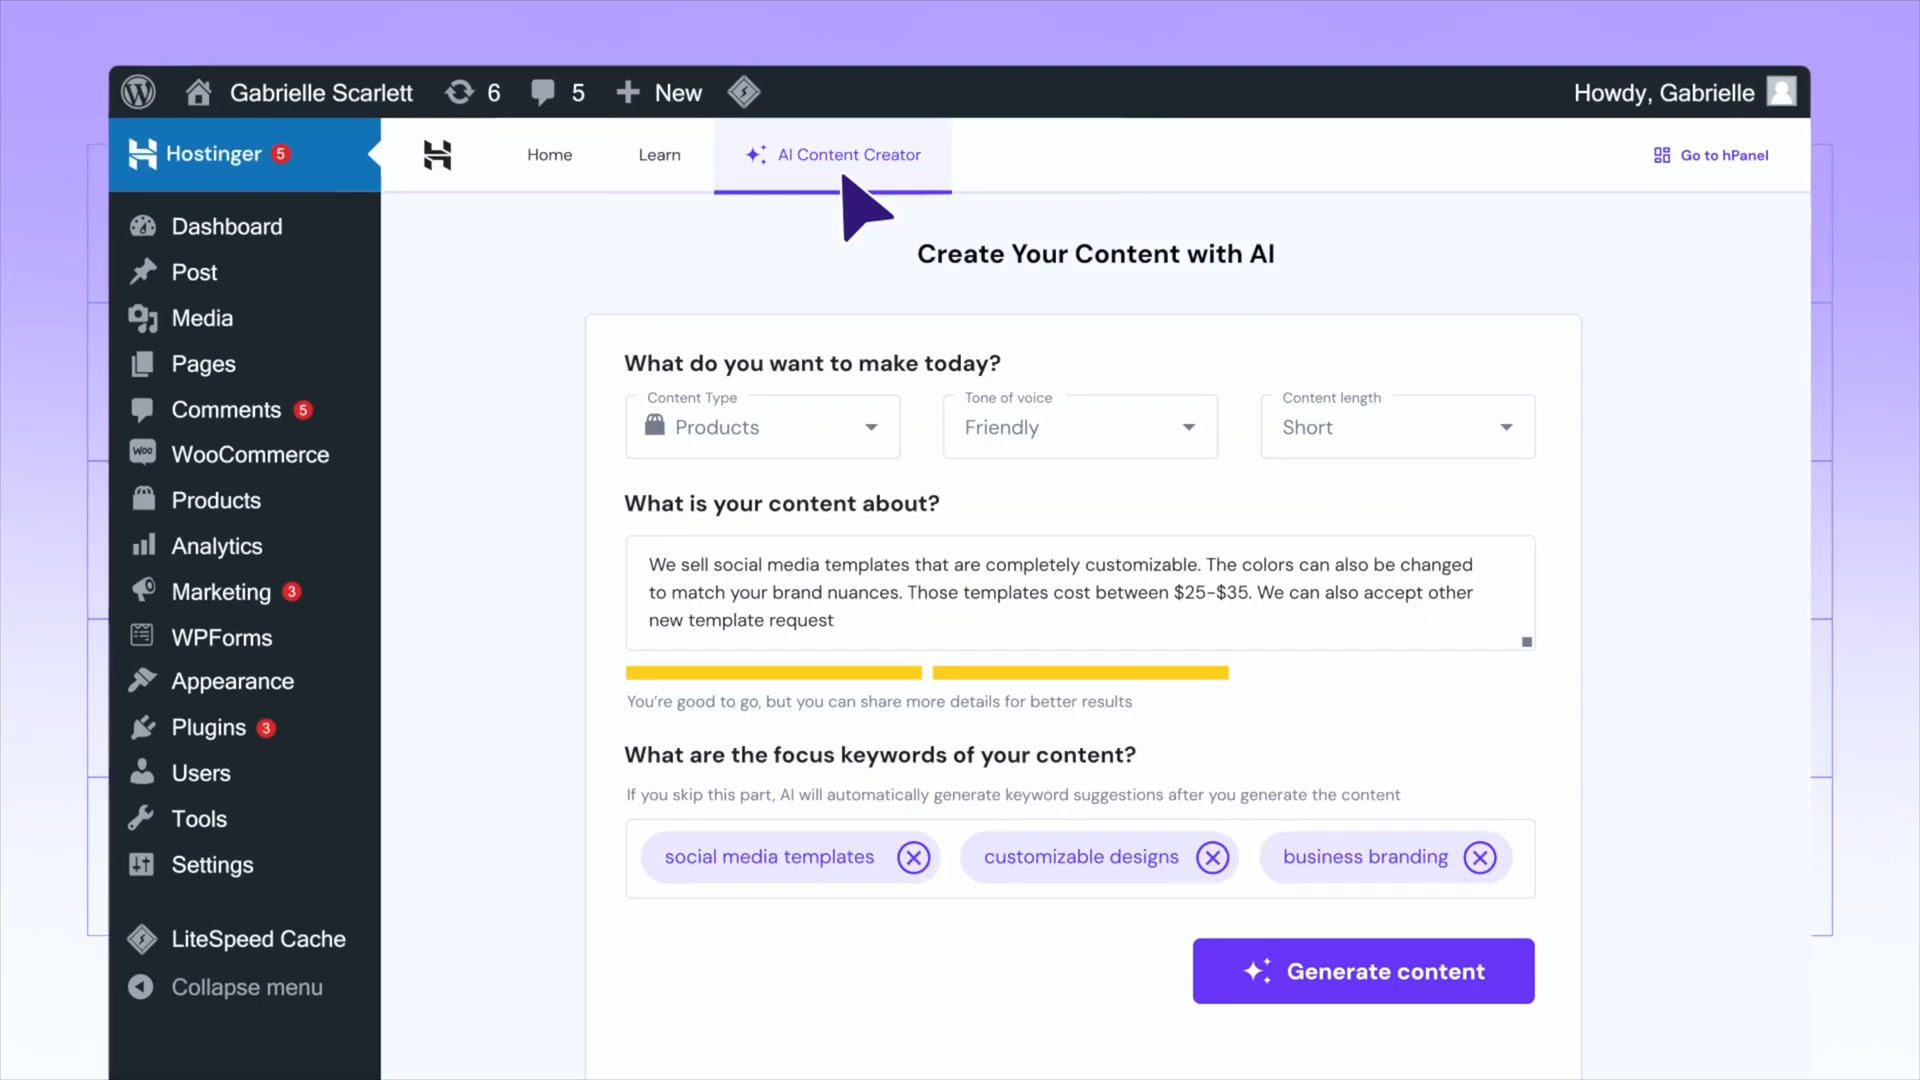 Gabrielle Scarlett
6
5
New
Howdy, Gabrielle
Hostinger 5
Home
Learn
AI Content Creator
Go to hPanel
Dashboard
Post
Media
Pages
Comments 5
WooCommerce
Products
Analytics
Marketing 3
WPForms
Appearance
Plugins 3
Users
Tools
Settings
LiteSpeed Cache
Collapse menu
Create Your Content with AI
What do you want to make today?
Content Type
Products
Tone of voice
Friendly
Content length
Short
What is your content about?
We sell social media templates that are completely customizable. The colors can also be changed
to match your brand nuances. Those templates cost between $25-$35. We can also accept other
new template request
You're good to go, but you can share more details for better results
What are the focus keywords of your content?
If you skip this part, AI will automatically generate keyword suggestions after you generate the content
social media templates
customizable designs
business branding
Generate content